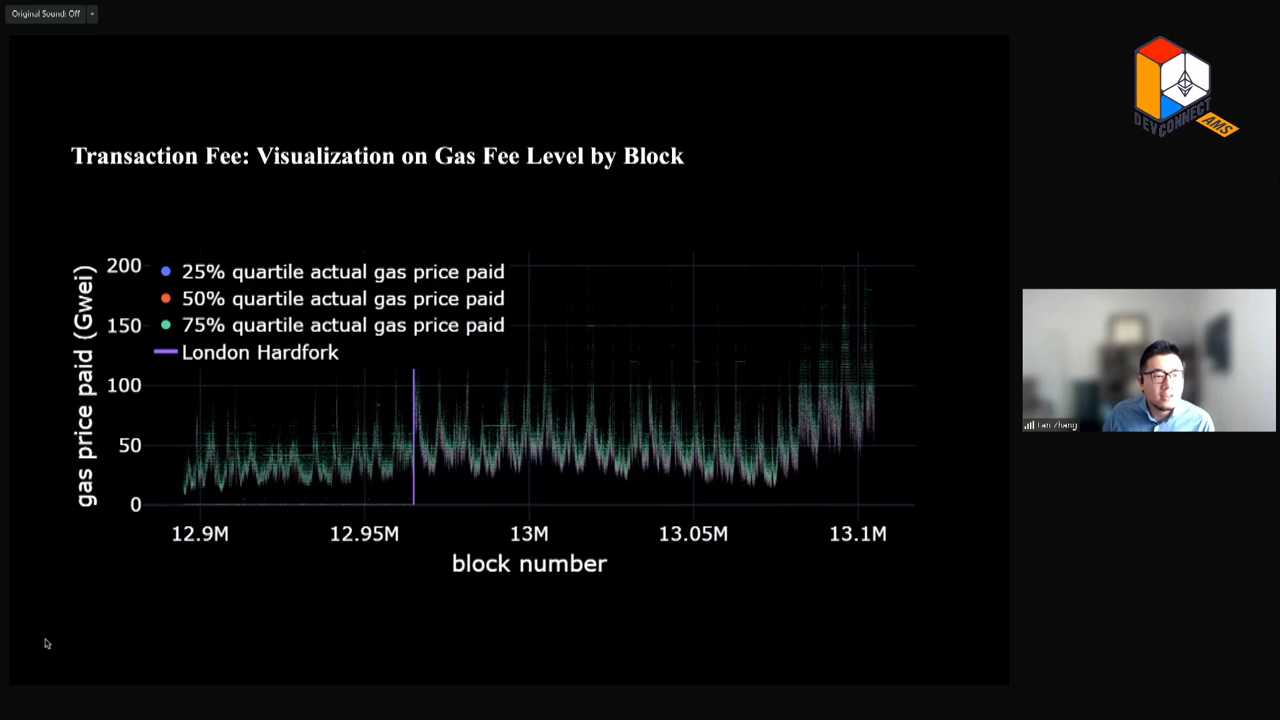 Original Sound: Off
DEVCONNECT
AMS
Transaction Fee: Visualization on Gas Fee Level by Block
gas price paid (Gwei)
200
150
100
50
0
25% quartile actual gas price paid
50% quartile actual gas price paid
75% quartile actual gas price paid
London Hardfork
12.9M 12.95M 13M 13.05M 13.1M
block number
Fan Zhang